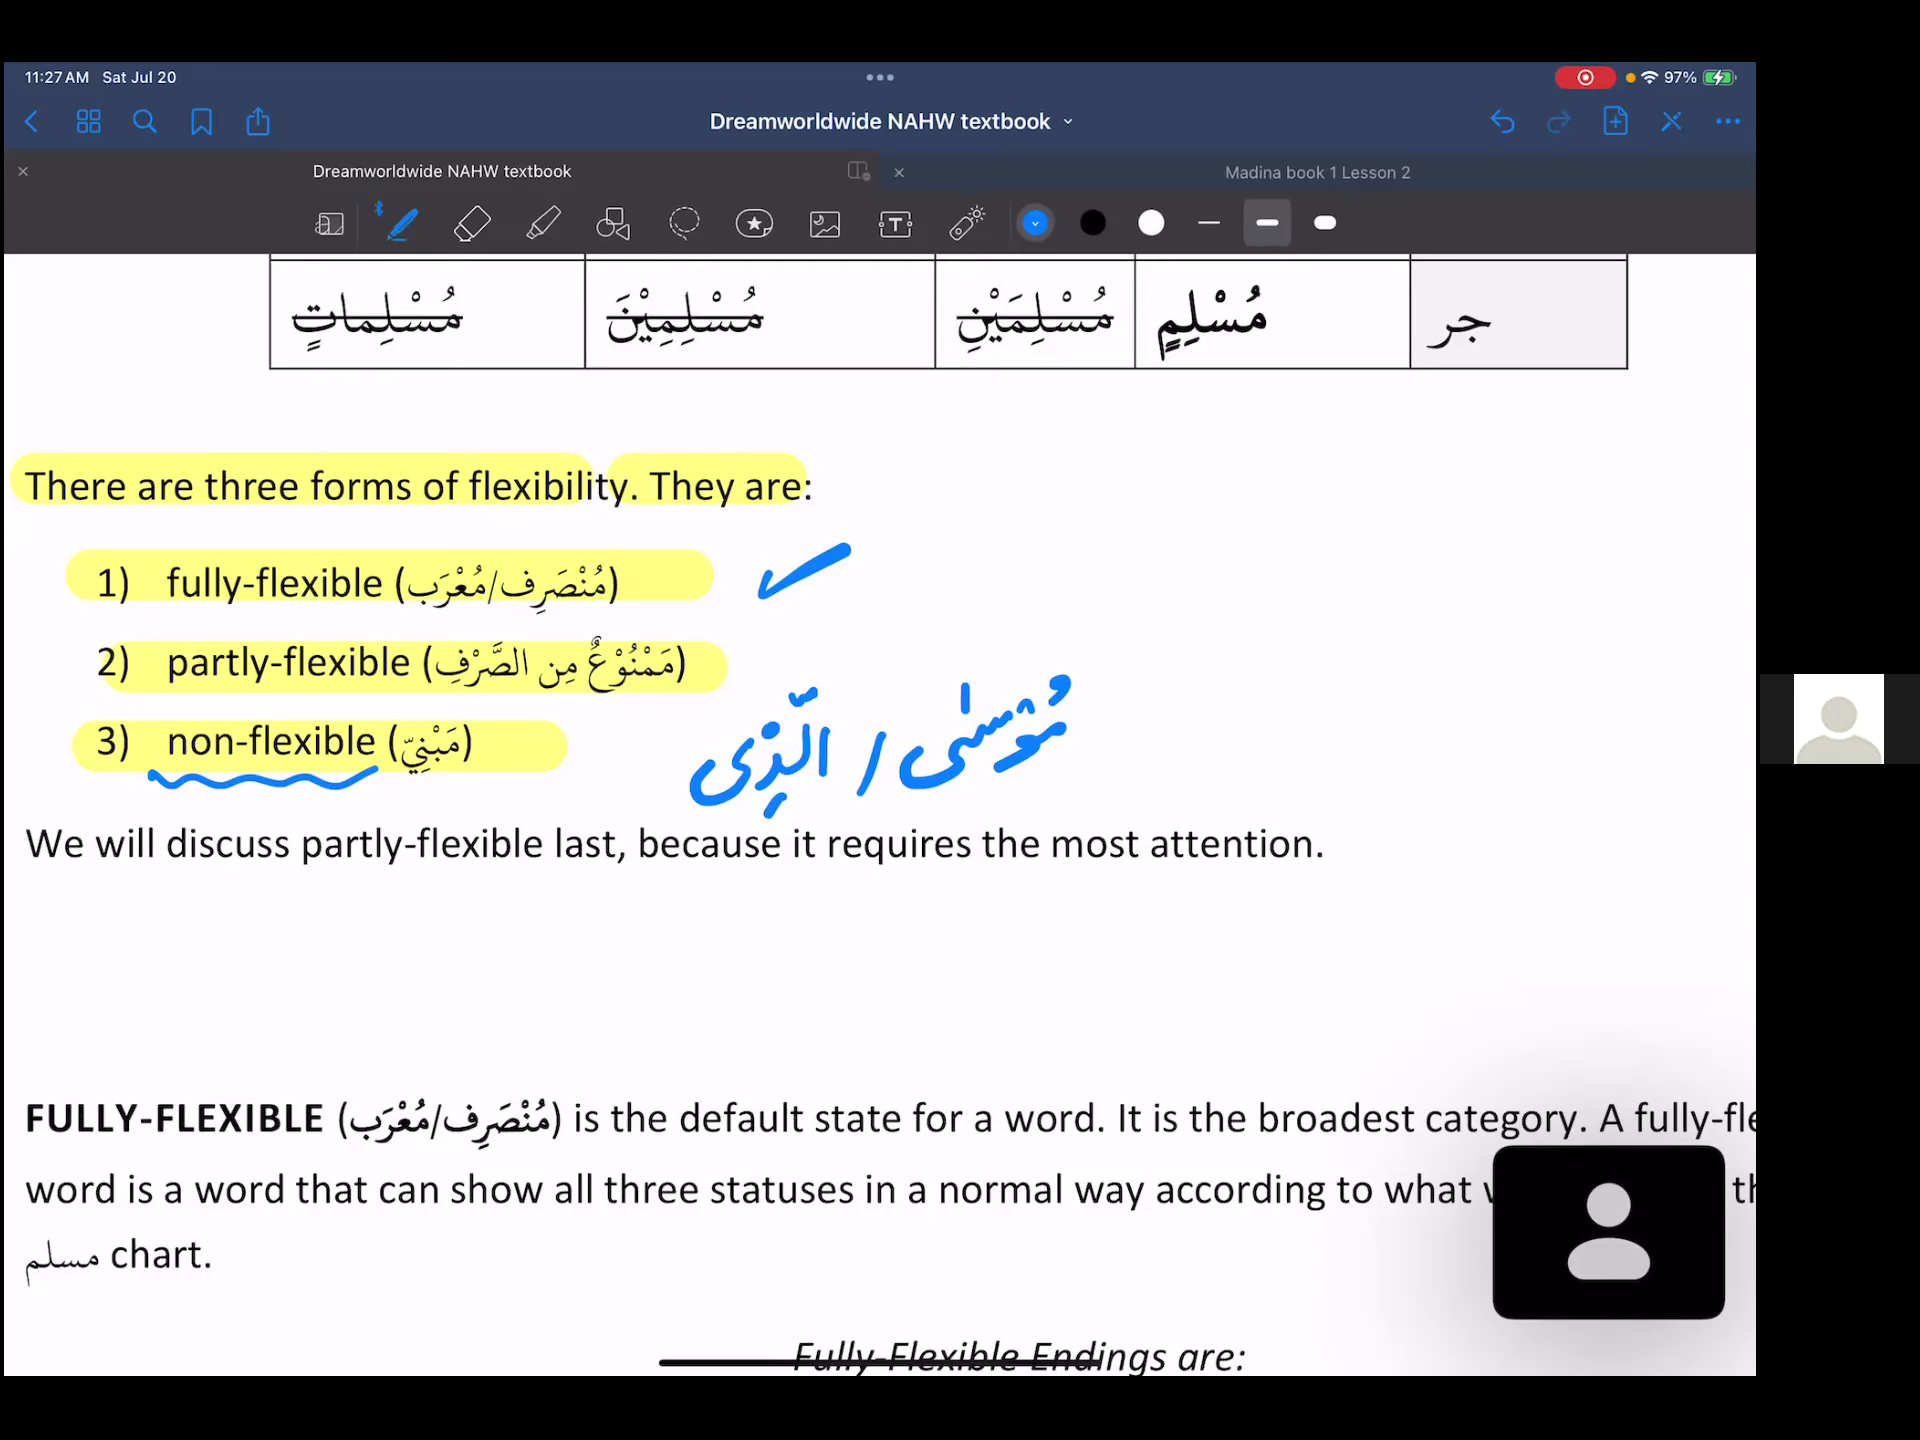 11:27 AM Sat Jul 20
97%
Dreamworldwide NAHW textbook
Dreamworldwide NAHW textbook
Madina book 1 Lesson 2
جر مُسْلِمٍ مُسْلِمَيْنِ مُسْلِمِيْنَ مُسْلِماتٍ
There are three forms of flexibility. They are:
1) fully-flexible (مُنْصَرِف/مُعْرَب)
2) partly-flexible (مَمْنُوْعٌ مِن الصَّرْفِ)
3) non-flexible (مَبْنِيّ)
مُوْسٰى / الَّذِى
We will discuss partly-flexible last, because it requires the most attention.
FULLY-FLEXIBLE (مُنْصَرِف/مُعْرَب) is the default state for a word. It is the broadest category. A fully-fle
word is a word that can show all three statuses in a normal way according to what
مسلم chart.
Fully-Flexible Endings are: